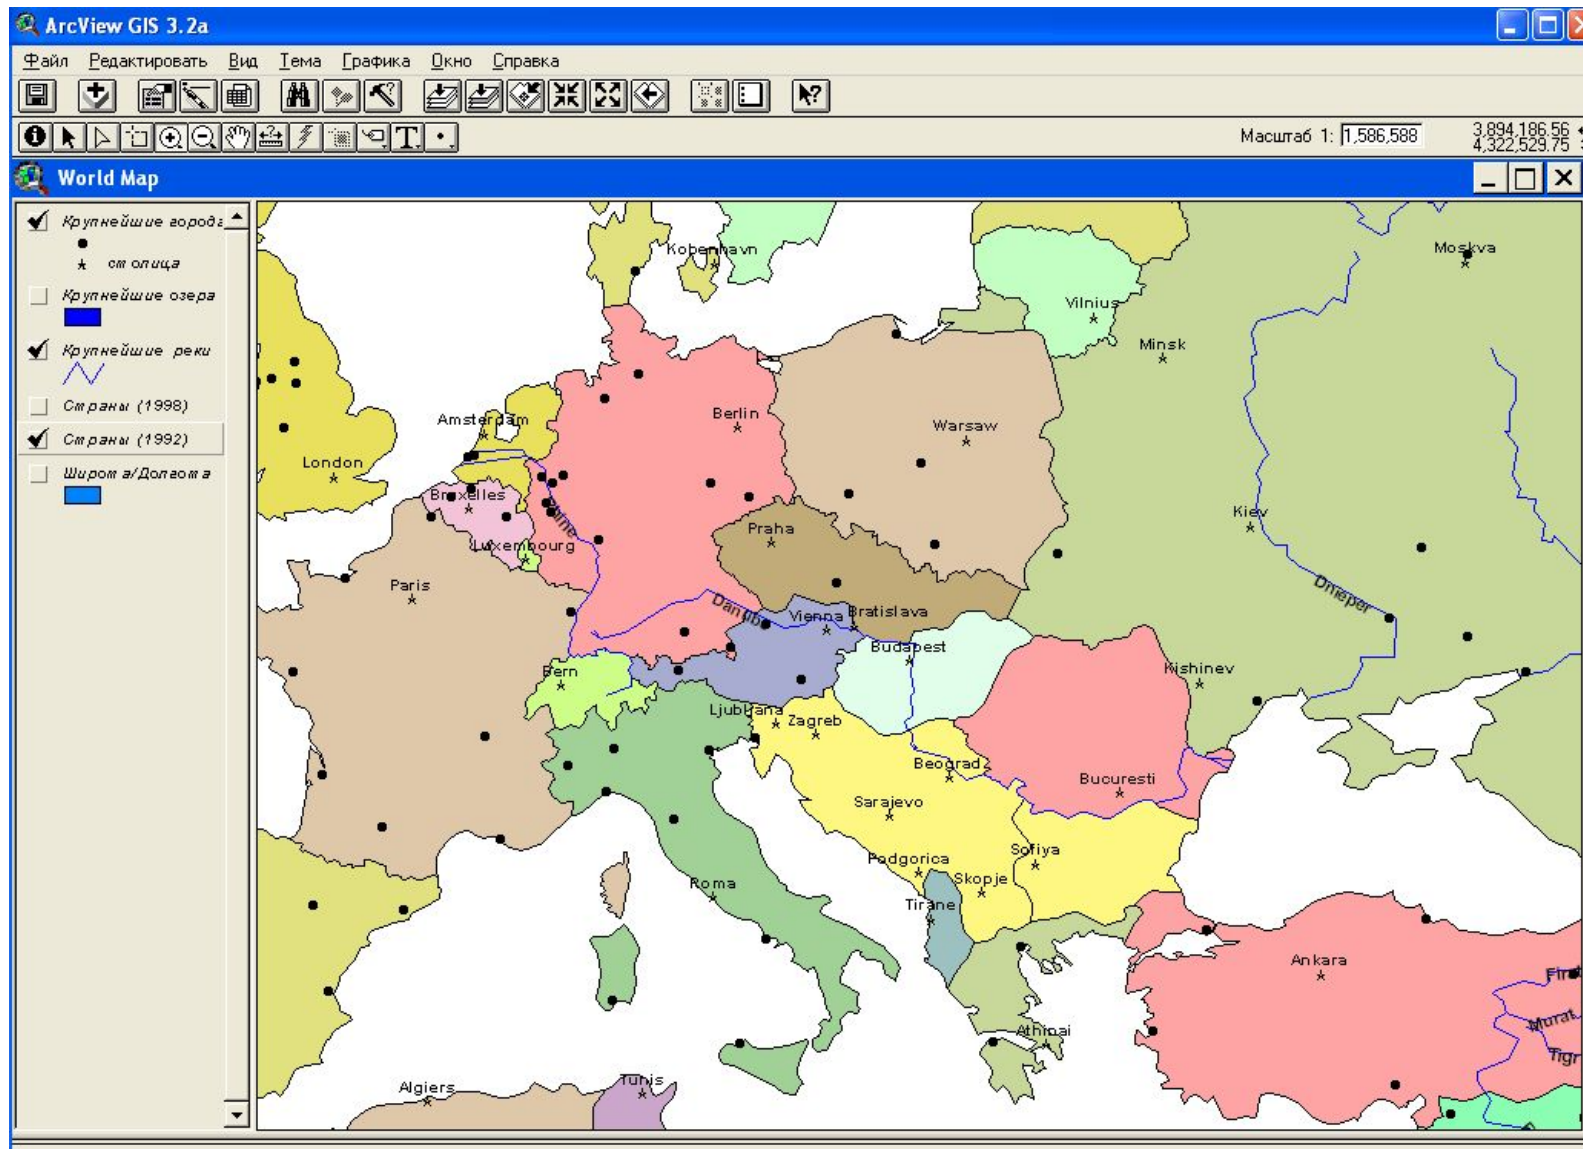 ArcView GIS 3.2a
Файл Редактировать Вид Тема Графика Окно Справка
Масштаб 1: 1,586,588
3,894,186.56
4,322,529.75
World Map
Крупнейшие города
столица
Крупнейшие озера
Крупнейшие реки
Страны (1998)
Страны (1992)
Широта/Долгота
Kobenhavn
Moskva
Vilnius
Minsk
Amsterdam
Berlin
Warsaw
London
Bruxelles
Rhine
Kiev
Praha
Luxembourg
Paris
Dnieper
Danube
Vienna
Bratislava
Budapest
Bern
Kishinev
Ljubljana
Zagreb
Beograd
Bucuresti
Sarajevo
Podgorica
Sofiya
Skopje
Roma
Tirane
Ankara
Firat
Murat
Athinai
Tigr
Algiers
Tunis